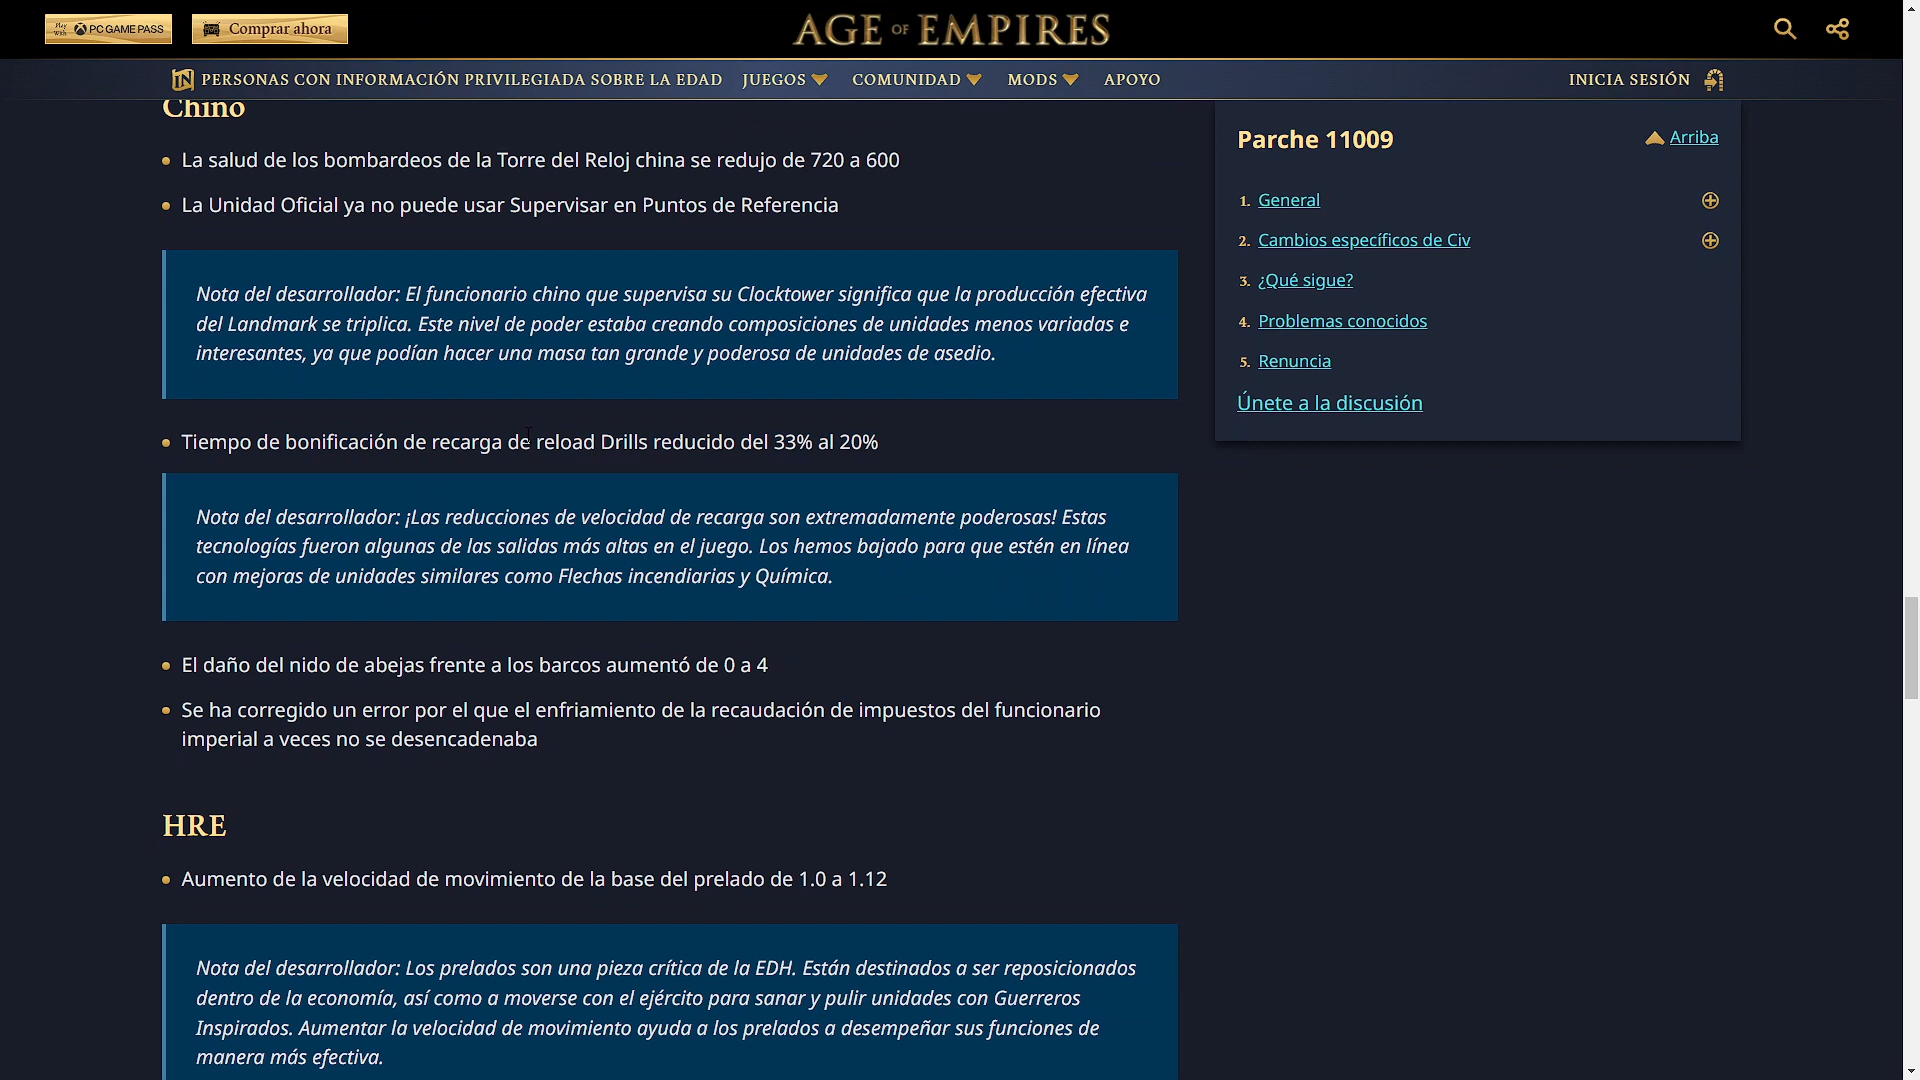 Play With PC GAME PASS
Comprar ahora
AGE OF EMPIRES
PERSONAS CON INFORMACIÓN PRIVILEGIADA SOBRE LA EDAD JUEGOS COMUNIDAD MODS APOYO INICIA SESIÓN
Chino
La salud de los bombardeos de la Torre del Reloj china se redujo de 720 a 600
La Unidad Oficial ya no puede usar Supervisar en Puntos de Referencia
Nota del desarrollador: El funcionario chino que supervisa su Clocktower significa que la producción efectiva
del Landmark se triplica. Este nivel de poder estaba creando composiciones de unidades menos variadas e
interesantes, ya que podían hacer una masa tan grande y poderosa de unidades de asedio.
Tiempo de bonificación de recarga de reload Drills reducido del 33% al 20%
Nota del desarrollador: ¡Las reducciones de velocidad de recarga son extremadamente poderosas! Estas
tecnologías fueron algunas de las salidas más altas en el juego. Los hemos bajado para que estén en línea
con mejoras de unidades similares como Flechas incendiarias y Química.
El daño del nido de abejas frente a los barcos aumentó de 0 a 4
Se ha corregido un error por el que el enfriamiento de la recaudación de impuestos del funcionario
imperial a veces no se desencadenaba
HRE
Aumento de la velocidad de movimiento de la base del prelado de 1.0 a 1.12
Nota del desarrollador: Los prelados son una pieza crítica de la EDH. Están destinados a ser reposicionados
dentro de la economía, así como a moverse con el ejército para sanar y pulir unidades con Guerreros
Inspirados. Aumentar la velocidad de movimiento ayuda a los prelados a desempeñar sus funciones de
manera más efectiva.
Parche 11009
Arriba
1. General
2. Cambios específicos de Civ
3. ¿Qué sigue?
4. Problemas conocidos
5. Renuncia
Únete a la discusión